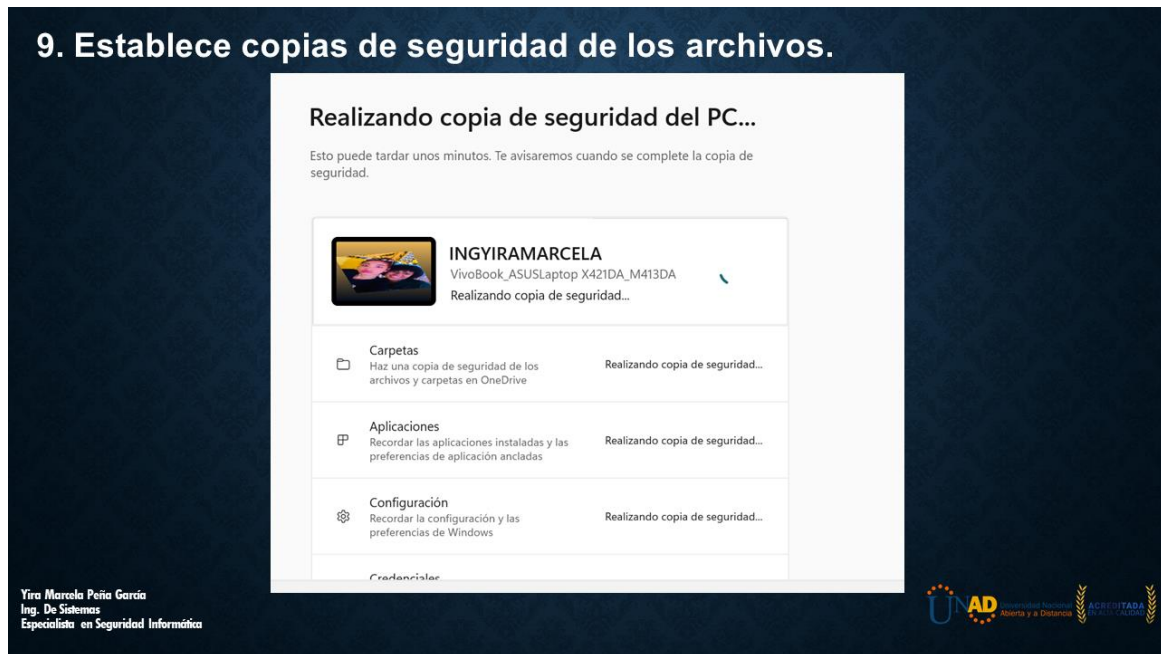 9. Establece copias de seguridad de los archivos.
Realizando copia de seguridad del PC...
Esto puede tardar unos minutos. Te avisaremos cuando se complete la copia de
seguridad.
INGYIRAMARCELA
VivoBook_ASUSLaptop X421DA_M413DA
Realizando copia de seguridad...
Carpetas
Haz una copia de seguridad de los
archivos y carpetas en OneDrive
Realizando copia de seguridad...
Aplicaciones
Recordar las aplicaciones instaladas y las
preferencias de aplicación ancladas
Realizando copia de seguridad...
Configuración
Recordar la configuración y las
preferencias de Windows
Realizando copia de seguridad...
Credenciales
Yira Marcela Peña García
Ing. De Sistemas
Especialista en Seguridad Informática
UNAD
Universidad Nacional
Abierta y a Distancia
ACREDITADA
EN ALTA CALIDAD